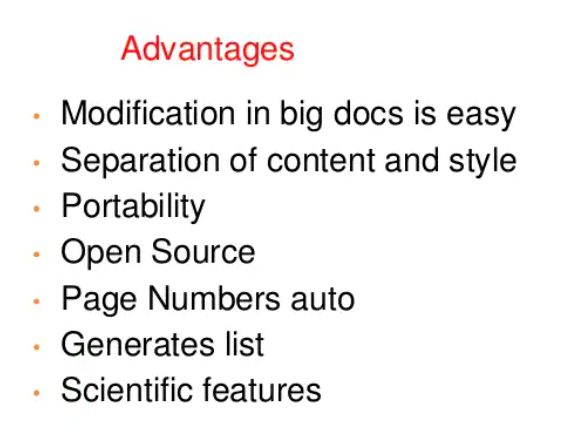 Advantages
• Modification in big docs is easy
• Separation of content and style
• Portability
• Open Source
• Page Numbers auto
• Generates list
• Scientific features